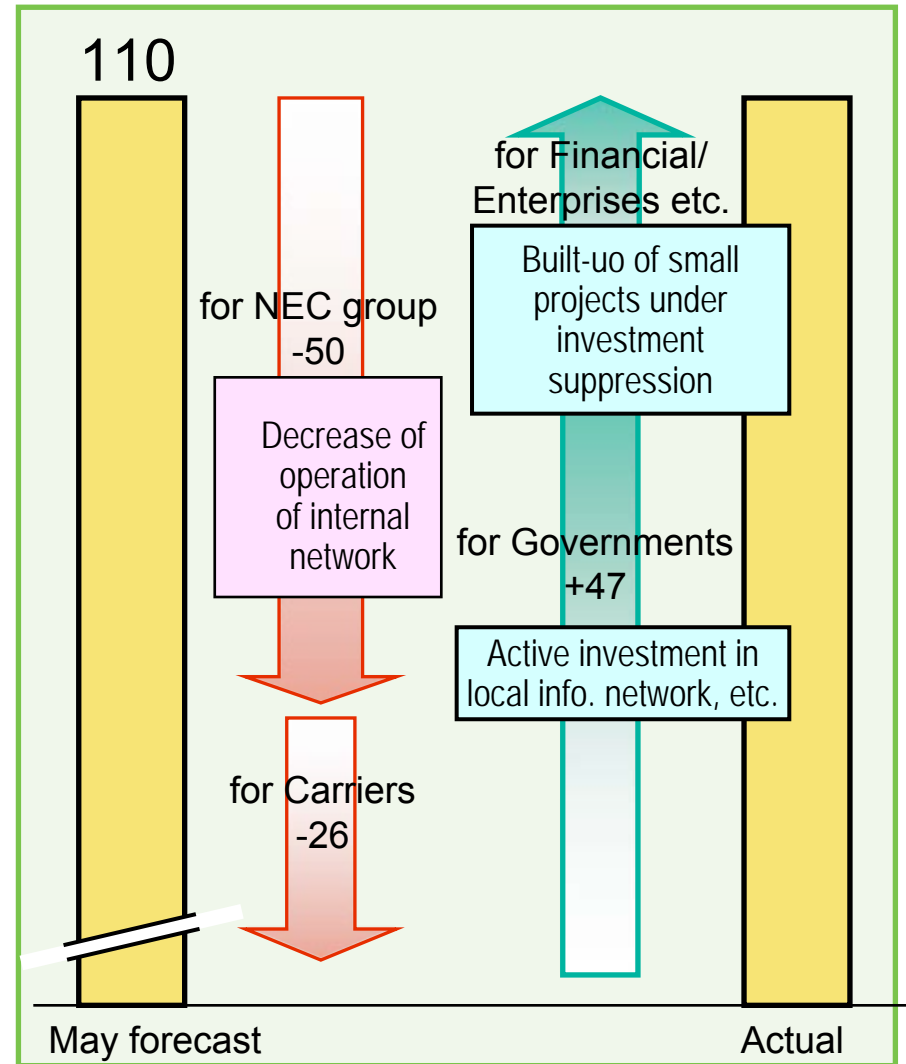 110
for NEC group
-50
Decrease of
operation
of internal
network
for Carriers
-26
for Financial/
Enterprises etc.
Built-uo of small
projects under
investment
suppression
for Governments
+47
Active investment in
local info. network, etc.
May forecast
Actual